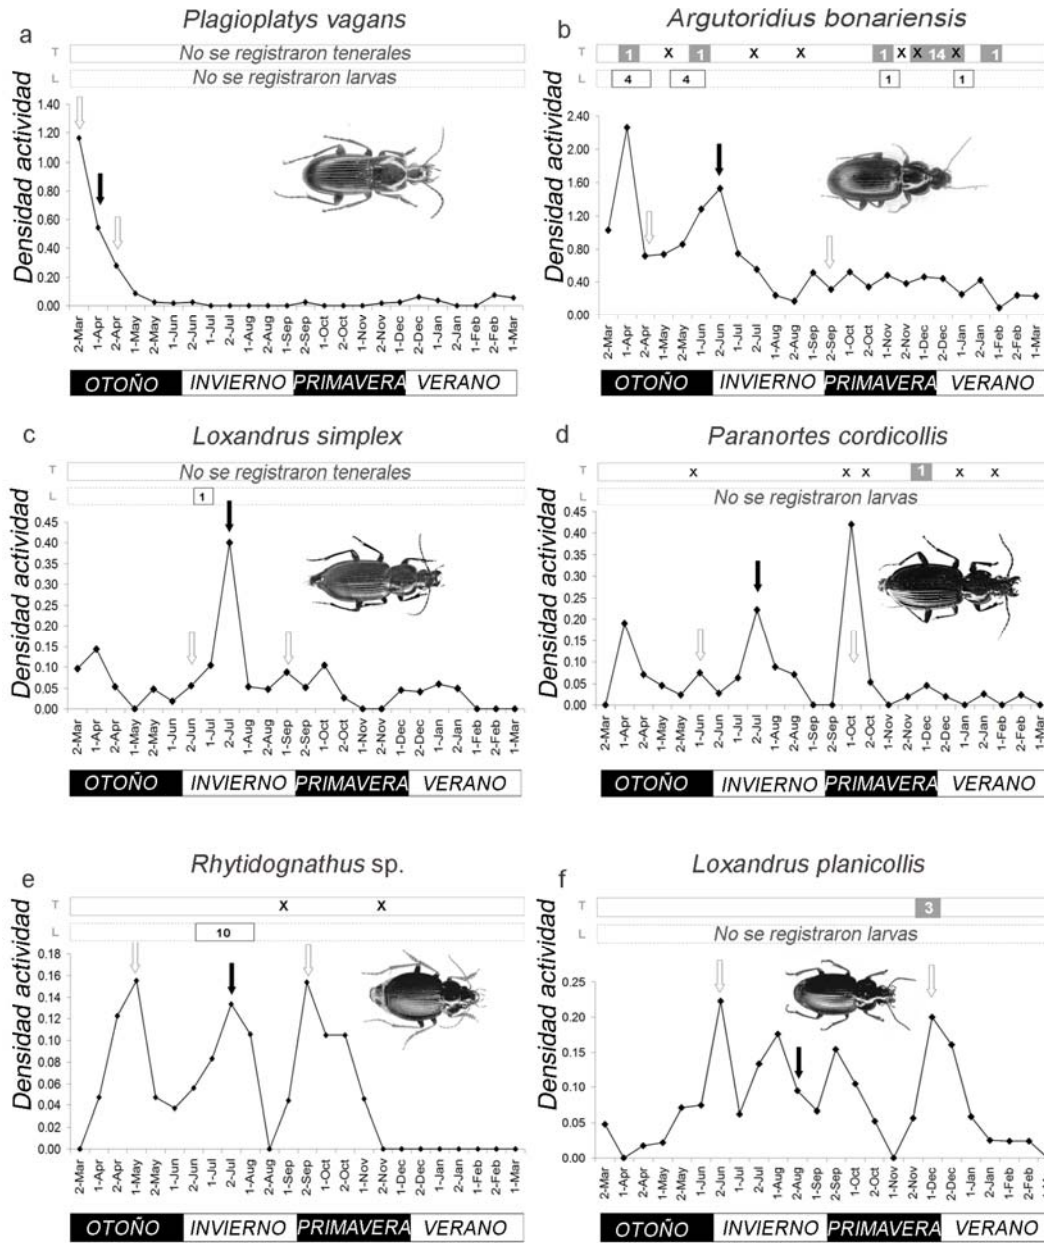 a
Plagioplatys vagans
T
No se registraron tenerales
L
No se registraron larvas
Densidad actividad
1.40
1.20
1.00
0.80
0.60
0.40
0.20
0.00
2-Mar
1-Apr
2-Apr
1-May
2-May
1-Jun
2-Jun
1-Jul
2-Jul
1-Aug
2-Aug
1-Sep
2-Sep
1-Oct
2-Oct
1-Nov
2-Nov
1-Dec
2-Dec
1-Jan
2-Jan
1-Feb
2-Feb
1-Mar
OTOÑO INVIERNO PRIMAVERA VERANO
b
Argutoridius bonariensis
T
1 X 1 X X 1 X X 14 X 1
L
4 4 1 1
Densidad actividad
2.40
2.00
1.60
1.20
0.80
0.40
0.00
2-Mar
1-Apr
2-Apr
1-May
2-May
1-Jun
2-Jun
1-Jul
2-Jul
1-Aug
2-Aug
1-Sep
2-Sep
1-Oct
2-Oct
1-Nov
2-Nov
1-Dec
2-Dec
1-Jan
2-Jan
1-Feb
2-Feb
1-Mar
OTOÑO INVIERNO PRIMAVERA VERANO
c
Loxandrus simplex
T
No se registraron tenerales
L
1
Densidad actividad
0.45
0.40
0.35
0.30
0.25
0.20
0.15
0.10
0.05
0.00
2-Mar
1-Apr
2-Apr
1-May
2-May
1-Jun
2-Jun
1-Jul
2-Jul
1-Aug
2-Aug
1-Sep
2-Sep
1-Oct
2-Oct
1-Nov
2-Nov
1-Dec
2-Dec
1-Jan
2-Jan
1-Feb
2-Feb
1-Mar
OTOÑO INVIERNO PRIMAVERA VERANO
d
Paranortes cordicollis
T
X X X 1 X X
L
No se registraron larvas
Densidad actividad
0.45
0.40
0.35
0.30
0.25
0.20
0.15
0.10
0.05
0.00
2-Mar
1-Apr
2-Apr
1-May
2-May
1-Jun
2-Jun
1-Jul
2-Jul
1-Aug
2-Aug
1-Sep
2-Sep
1-Oct
2-Oct
1-Nov
2-Nov
1-Dec
2-Dec
1-Jan
2-Jan
1-Feb
2-Feb
1-Mar
OTOÑO INVIERNO PRIMAVERA VERANO
e
Rhytidognathus sp.
T
X X
L
10
Densidad actividad
0.18
0.16
0.14
0.12
0.10
0.08
0.06
0.04
0.02
0.00
2-Mar
1-Apr
2-Apr
1-May
2-May
1-Jun
2-Jun
1-Jul
2-Jul
1-Aug
2-Aug
1-Sep
2-Sep
1-Oct
2-Oct
1-Nov
2-Nov
1-Dec
2-Dec
1-Jan
2-Jan
1-Feb
2-Feb
1-Mar
OTOÑO INVIERNO PRIMAVERA VERANO
f
Loxandrus planicollis
T
3
L
No se registraron larvas
Densidad actividad
0.25
0.20
0.15
0.10
0.05
0.00
2-Mar
1-Apr
2-Apr
1-May
2-May
1-Jun
2-Jun
1-Jul
2-Jul
1-Aug
2-Aug
1-Sep
2-Sep
1-Oct
2-Oct
1-Nov
2-Nov
1-Dec
2-Dec
1-Jan
2-Jan
1-Feb
2-Feb
1-Mar
OTOÑO INVIERNO PRIMAVERA VERANO